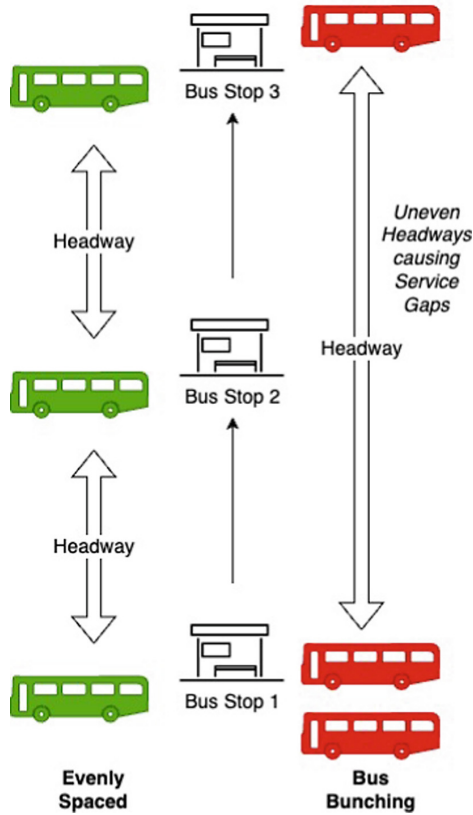 Bus Stop 3
Headway
Uneven
Headways
causing
Service
Gaps
Headway
Bus Stop 2
Headway
Bus Stop 1
Evenly
Spaced
Bus
Bunching